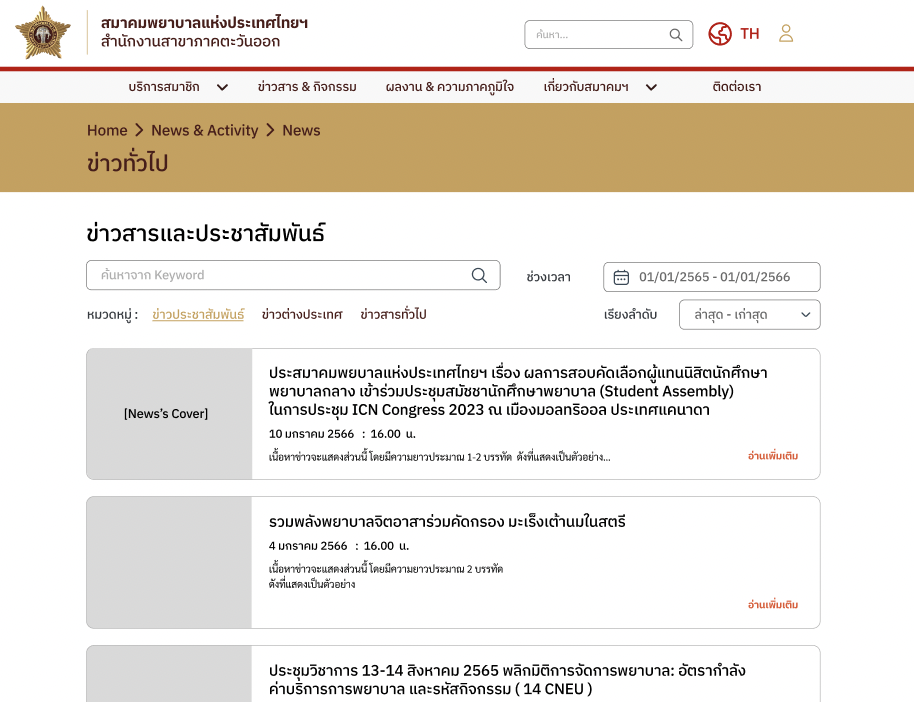 สมาคมพยาบาลแห่งประเทศไทยฯ
สำนักงานสาขาภาคตะวันออก
ค้นหา...
TH
บริการสมาชิก
ข่าวสาร & กิจกรรม
ผลงาน & ความภาคภูมิใจ
เกี่ยวกับสมาคมฯ
ติดต่อเรา
Home > News & Activity > News
ข่าวทั่วไป
ข่าวสารและประชาสัมพันธ์
ค้นหาจาก Keyword
ช่วงเวลา
01/01/2565 - 01/01/2566
หมวดหมู่ :
ข่าวประชาสัมพันธ์
ข่าวต่างประเทศ
ข่าวสารทั่วไป
เรียงลำดับ
ล่าสุด - เก่าสุด
[News's Cover]
ประสมาคมพยบาลแห่งประเทศไทยฯ เรื่อง ผลการสอบคัดเลือกผู้แทนนิสิตนักศึกษา
พยาบาลกลาง เข้าร่วมประชุมสมัชชานักศึกษาพยาบาล (Student Assembly)
ในการประชุม ICN Congress 2023 ณ เมืองมอลทรีออล ประเทศแคนาดา
10 มกราคม 2566 : 16.00 น.
เนื้อหาข่าวจะแสดงส่วนนี้ โดยมีความยาวประมาณ 1-2 บรรทัด ดังที่แสดงเป็นตัวอย่าง...
อ่านเพิ่มเติม
รวมพลังพยาบาลจิตอาสาร่วมคัดกรอง มะเร็งเต้านมในสตรี
4 มกราคม 2566 : 16.00 น.
เนื้อหาข่าวจะแสดงส่วนนี้ โดยมีความยาวประมาณ 2 บรรทัด
ดังที่แสดงเป็นตัวอย่าง
อ่านเพิ่มเติม
ประชุมวิชาการ 13-14 สิงหาคม 2565 พลิกมิติการจัดการพยาบาล: อัตรากำลัง
ค่าบริการการพยาบาล และรหัสกิจกรรม ( 14 CNEU )